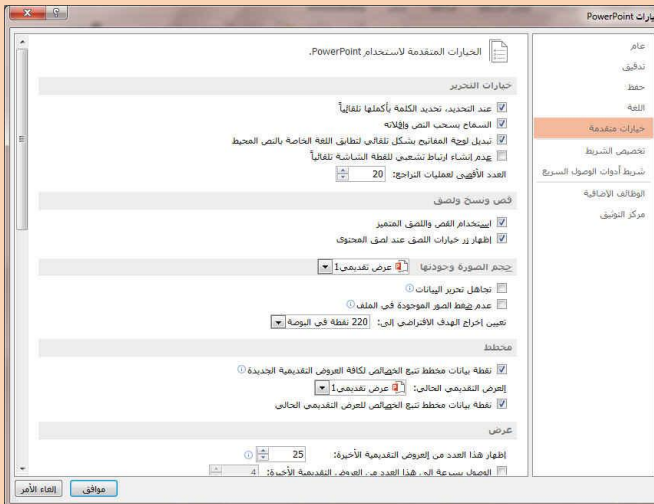 خيارات PowerPoint
عام
تدقيق
حفظ
اللغة
خيارات متقدمة
تخصيص الشريط
شريط أدوات الوصول السريع
الوظائف الإضافية
مركز التوثيق
الخيارات المتقدمة لاستخدام PowerPoint.
خيارات التحرير
عند التحديد، تحديد الكلمة بأكملها تلقائياً
السماح بسحب النص وإفلاته
تبديل لوحة المفاتيح بشكل تلقائي لتطابق اللغة الخاصة بالنص المحيط
عدم إنشاء ارتباط تشعبي للقطة الشاشة تلقائياً
العدد الأقصى لعمليات التراجع: 20
قص ونسخ ولصق
استخدام القص واللصق المتميز
إظهار زر خيارات اللصق عند لصق المحتوى
حجم الصورة وجودتها عرض تقديمي1
تجاهل تحرير البيانات
عدم ضغط الصور الموجودة في الملف
تعيين إخراج الهدف الافتراضي إلى: 220 نقطة في البوصة
مخطط
نقطة بيانات مخطط تتبع الخصائص لكافة العروض التقديمية الجديدة
العرض التقديمي الحالي: عرض تقديمي1
نقطة بيانات مخطط تتبع الخصائص للعرض التقديمي الحالي
عرض
إظهار هذا العدد من العروض التقديمية الأخيرة: 25
الوصول بسرعة إلى هذا العدد من العروض التقديمية الأخيرة: 4
موافق
إلغاء الأمر